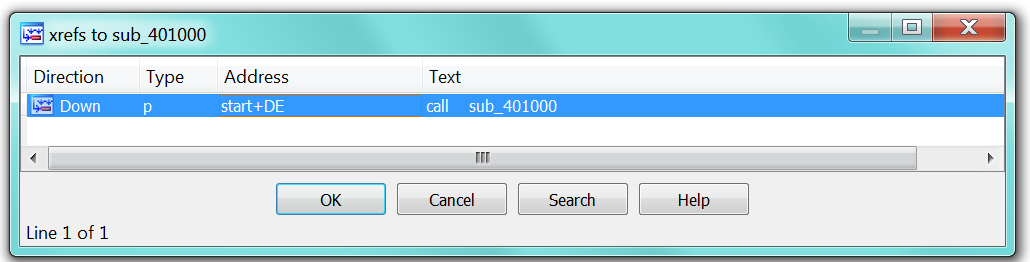 xrefs to sub_401000
Direction Type Address Text
Down p start+DE call sub_401000
OK Cancel Search Help
Line 1 of 1